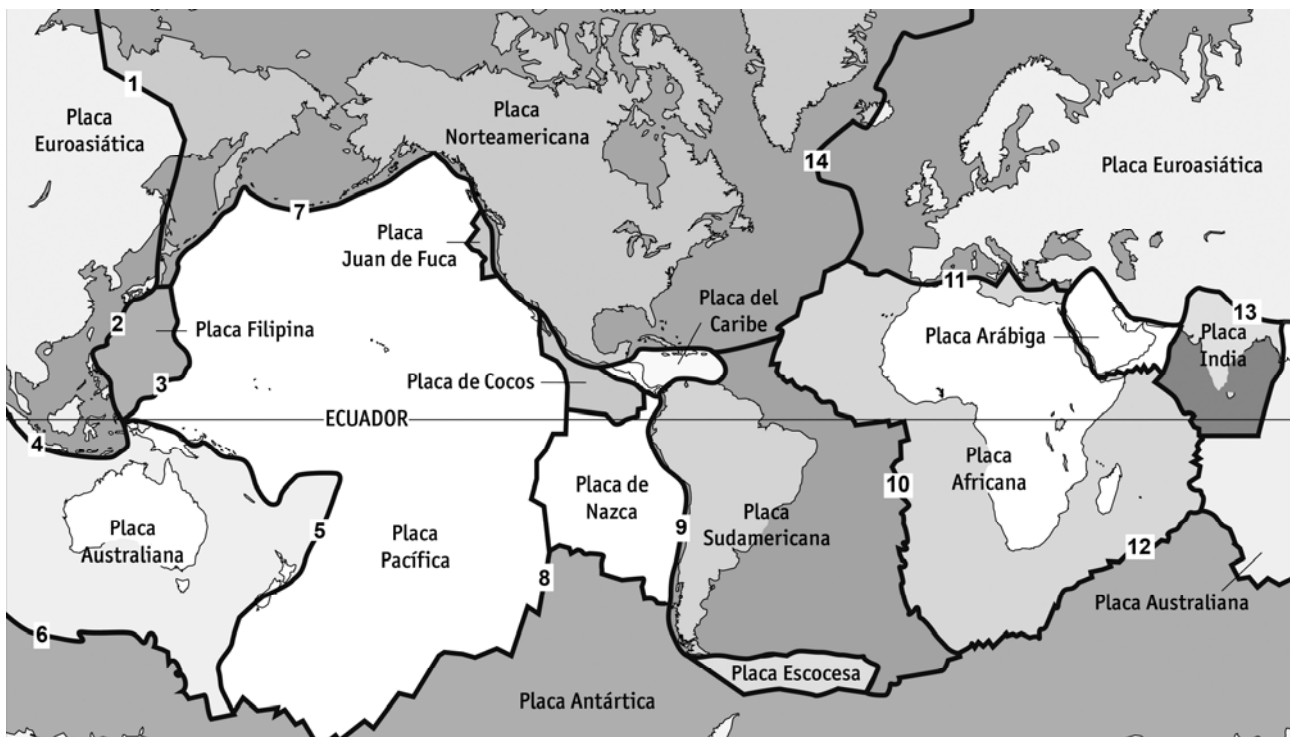 1
Placa
Euroasiática
Placa
Norteamericana
14
Placa Euroasiática
7
Placa
Juan de Fuca
11
2
Placa Filipina
Placa del
Caribe
Placa Arábiga
13
Placa
India
3
Placa de Cocos
ECUADOR
4
Placa
Australiana
5
Placa
Pacífica
Placa de
Nazca
9
Placa
Sudamericana
10
Placa
Africana
8
12
Placa Australiana
6
Placa Escocesa
Placa Antártica